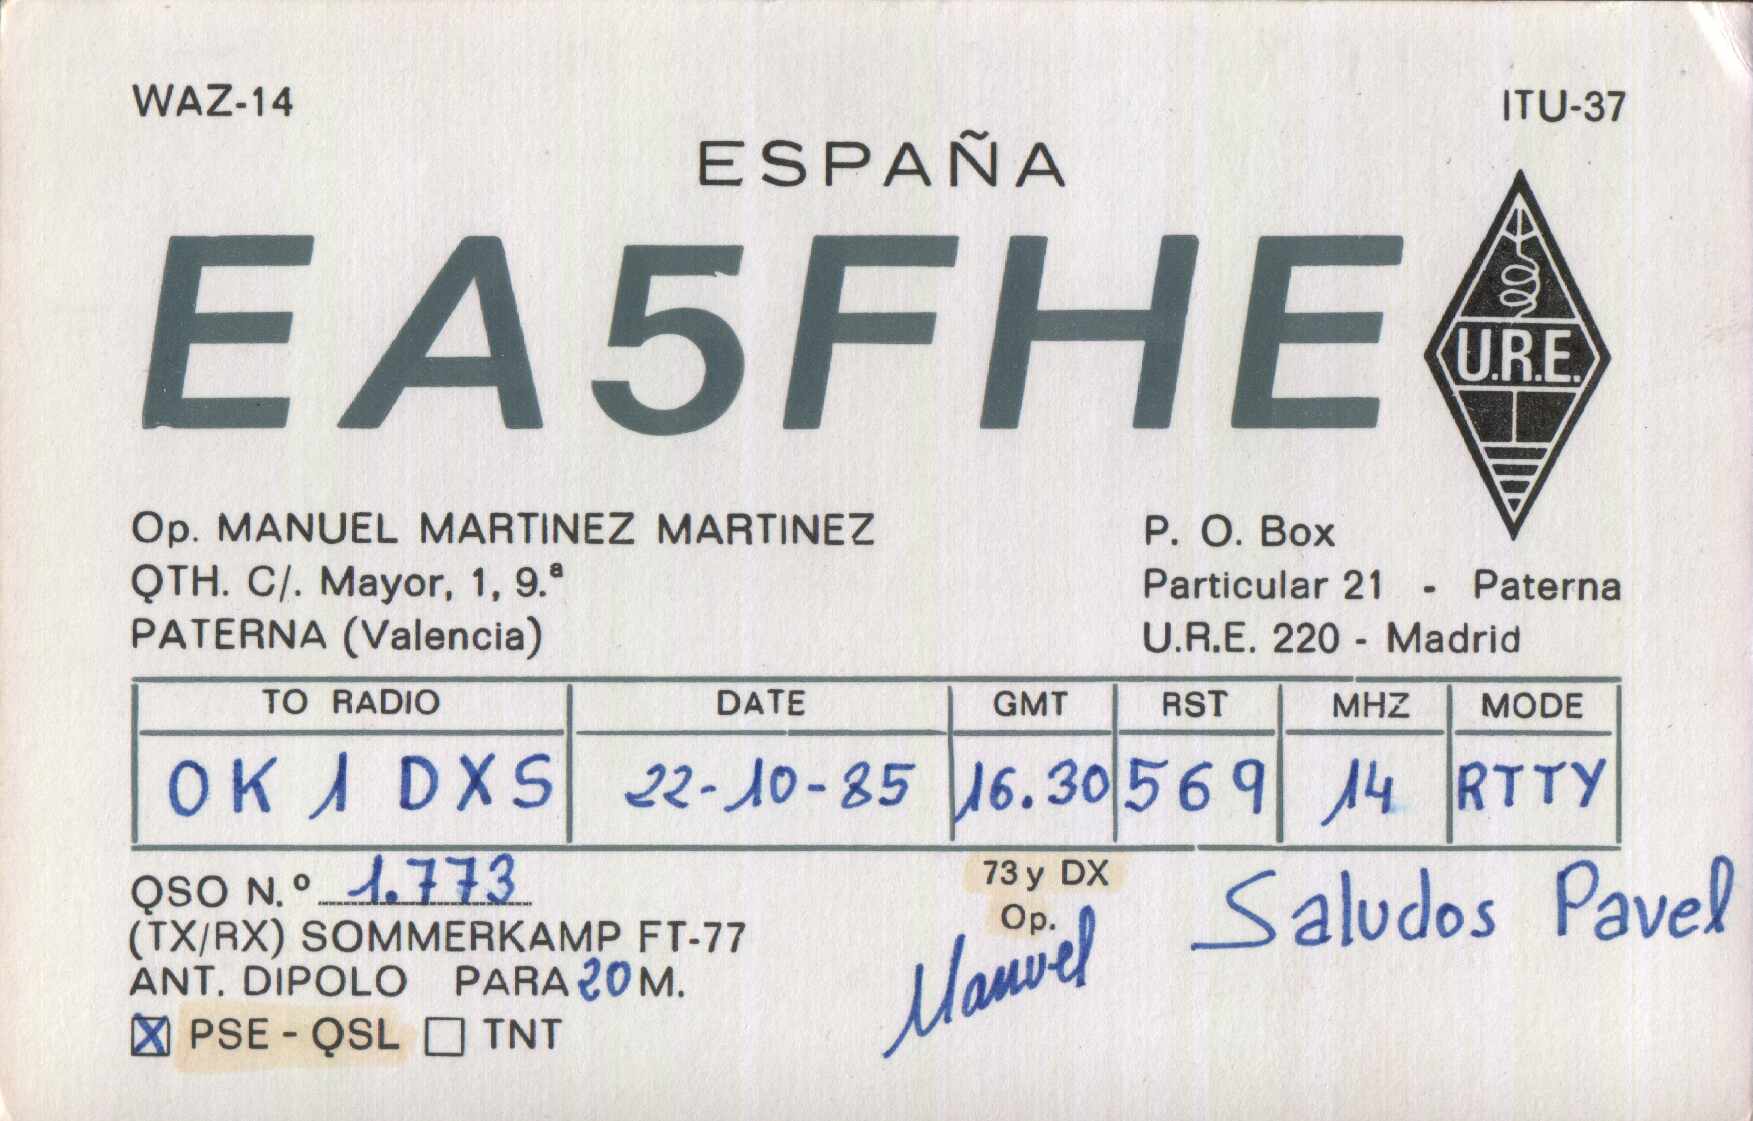 WAZ-14
ITU-37
ESPAÑA
EA5FHE
U.R.E.
Op. MANUEL MARTINEZ MARTINEZ
QTH. C/. Mayor, 1, 9.ª
PATERNA (Valencia)
P. O. Box
Particular 21 - Paterna
U.R.E. 220 - Madrid
TO RADIO DATE GMT RST MHZ MODE
OK1DXS 22-10-85 16.30 569 14 RTTY
QSO N.º 1.773
(TX/RX) SOMMERKAMP FT-77
ANT. DIPOLO PARA 20 M.
X PSE - QSL TNT
73 y DX
Op.
Manuel
Saludos Pavel